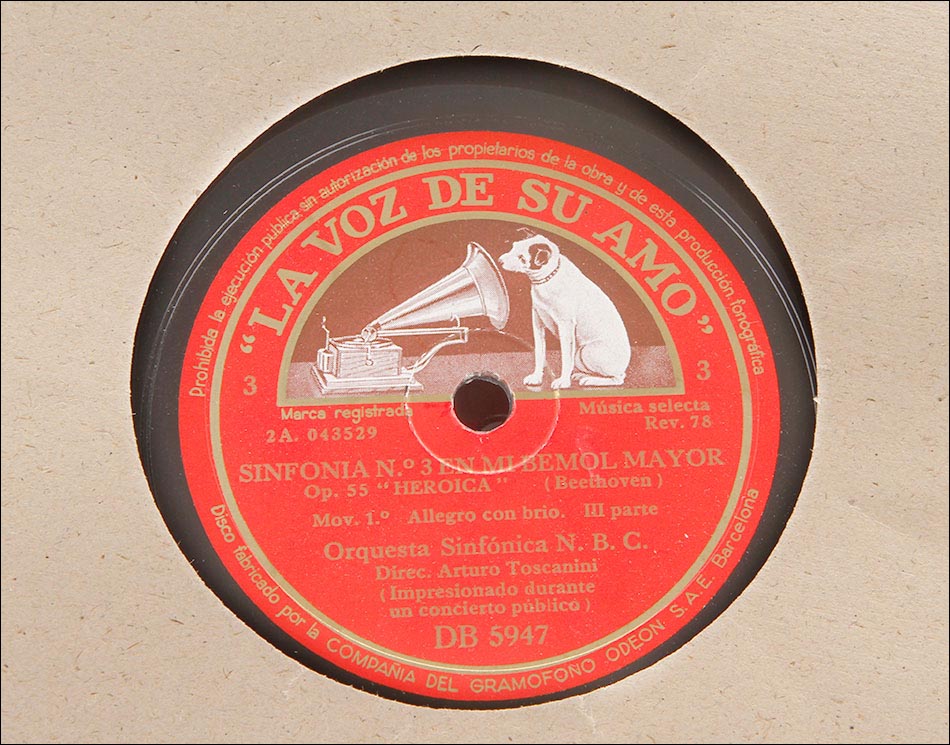 Prohibida la ejecución pública sin autorización de los propietarios de la obra y de esta producción fonográfica
"LA VOZ DE SU AMO"
3 3
Marca registrada Música selecta
2A. 043529 Rev. 78
SINFONIA N.º 3 EN MI BEMOL MAYOR
Op. 55 "HEROICA" (Beethoven)
Mov. 1.º Allegro con brio. III parte
Orquesta Sinfónica N. B. C.
Direc. Arturo Toscanini
(Impresionado durante
un concierto público)
DB 5947
Disco fabricado por la COMPAÑIA DEL GRAMOFONO ODEON S.A.E. Barcelona